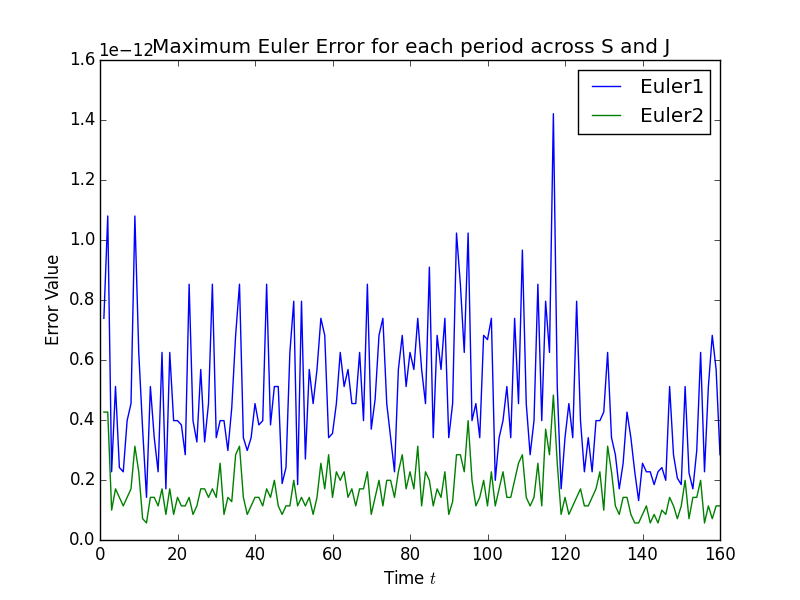 1e−12
Maximum Euler Error for each period across S and J
Euler1
Euler2
Error Value
1.6
1.4
1.2
1.0
0.8
0.6
0.4
0.2
0.0
0 20 40 60 80 100 120 140 160
Time t